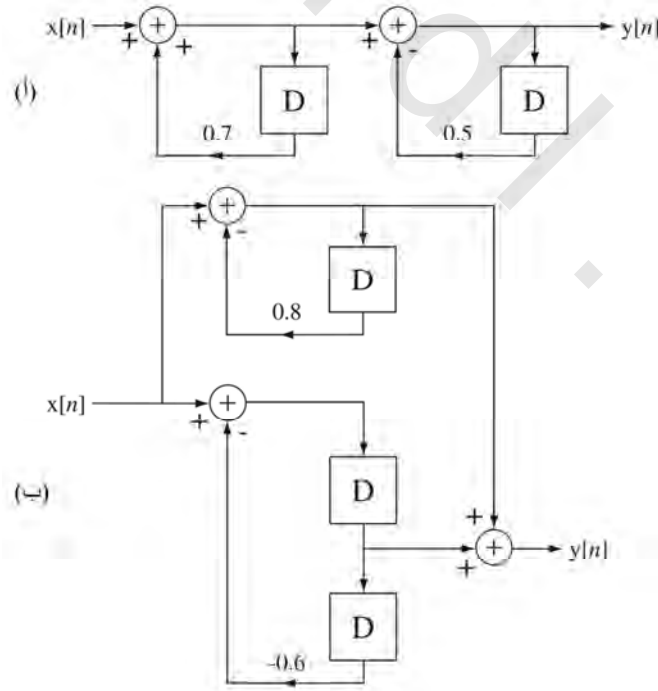 x[n]
+
+
+
+
+
-
y[n]
(أ)
D
D
0.7
0.5
+
+
-
D
0.8
x[n]
+
+
-
(ب)
D
+
+
+
y[n]
D
-0.6